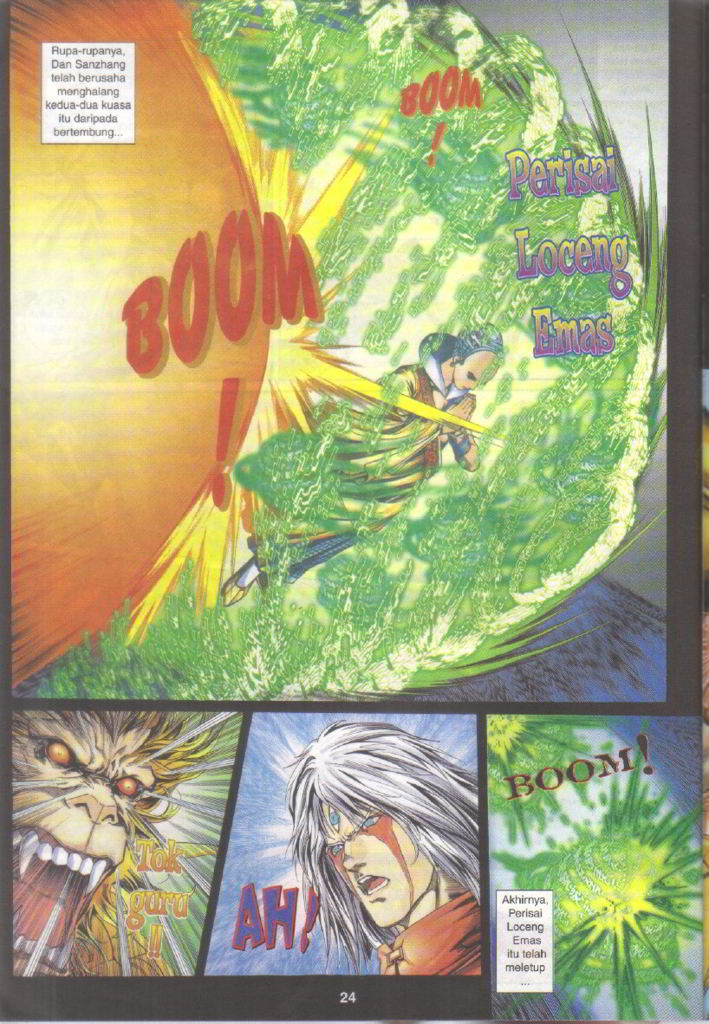 Rupa-rupanya,
Dan Sanzhang
telah berusaha
menghalang
kedua-dua kuasa
itu daripada
bertembung...
BOOM
!
Perisai
Loceng
Emas
BOOM
!
Tok
guru
!!
AH!
BOOM!
Akhirnya,
Perisai
Loceng
Emas
itu telah
meletup
...
24